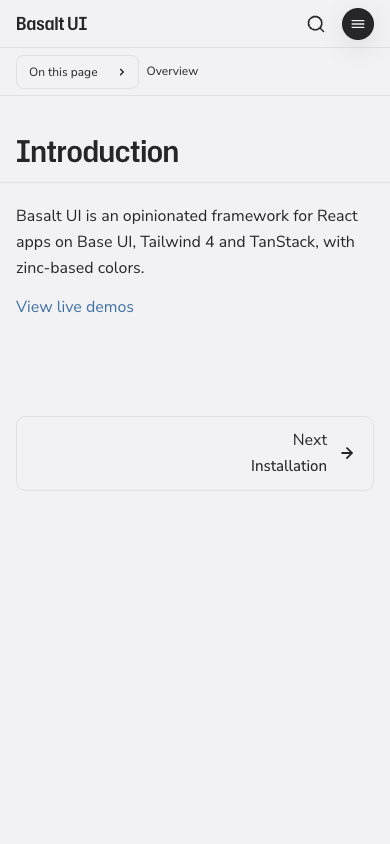 Basalt UI
On this page
Overview
Introduction
Basalt UI is an opinionated framework for React
apps on Base UI, Tailwind 4 and TanStack, with
zinc-based colors.
View live demos
Next
Installation